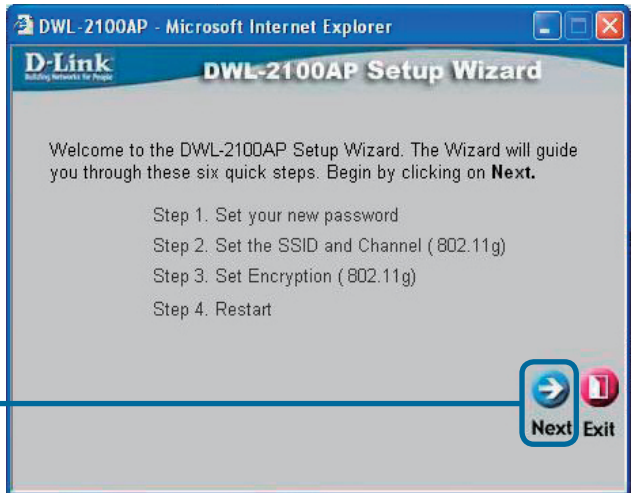 DWL-2100AP - Microsoft Internet Explorer
D-Link
Building Networks for People
DWL-2100AP Setup Wizard
Welcome to the DWL-2100AP Setup Wizard. The Wizard will guide
you through these six quick steps. Begin by clicking on Next.
Step 1. Set your new password
Step 2. Set the SSID and Channel ( 802.11g)
Step 3. Set Encryption ( 802.11g)
Step 4. Restart
Next Exit